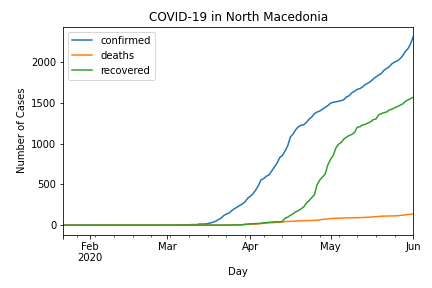 COVID-19 in North Macedonia
confirmed
deaths
recovered
Number of Cases
2000
1500
1000
500
0
Feb Mar Apr May Jun
2020
Day